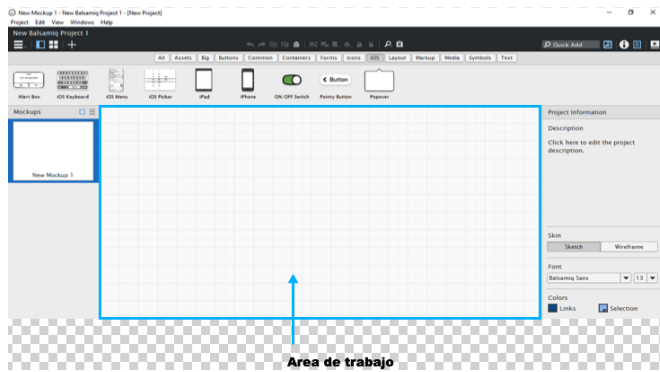 New Mockup 1 - New Balsamiq Project 1 - [New Project]
Project Edit View Windows Help
New Balsamiq Project 1
Quick Add
All Assets Big Buttons Common Containers Forms Icons iOS Layout Markup Media Symbols Text
Alert Box iOS Keyboard iOS Menu iOS Picker iPad iPhone ON/OFF Switch Pointy Button Popover
Button
Mockups
New Mockup 1
Project Information
Description
Click here to edit the project
description.
Skin
Sketch Wireframe
Font
Balsamiq Sans 13
Colors
Links Selection
Area de trabajo